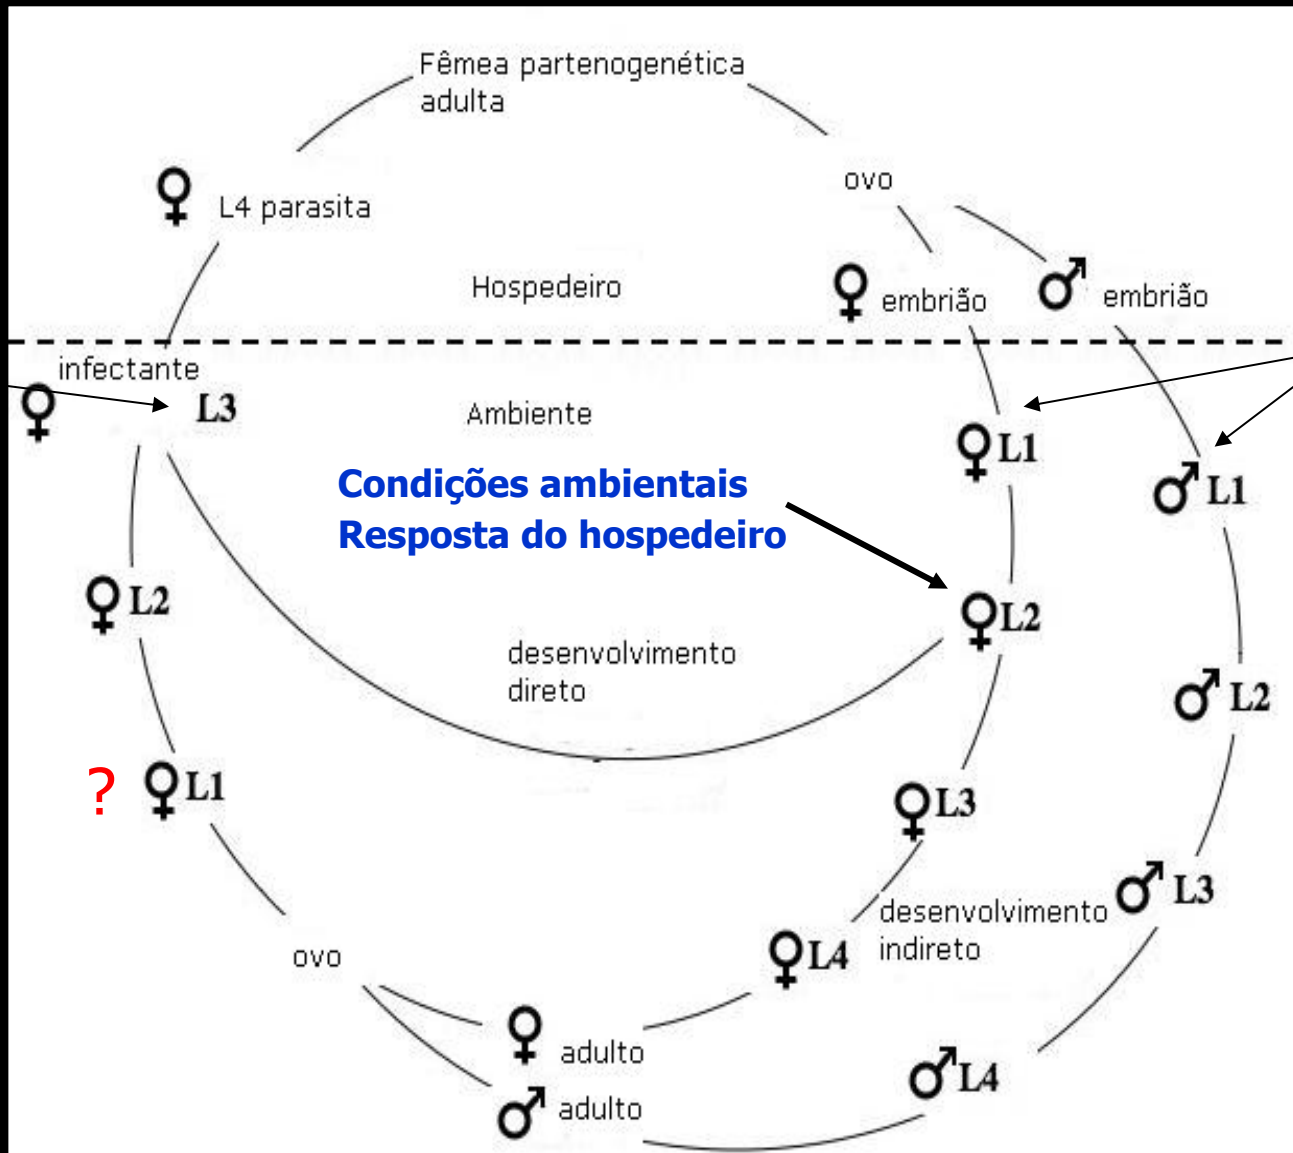 Fêmea partenogenética
adulta
ovo
♀ L4 parasita
Hospedeiro
♀ embrião
♂ embrião
infectante
♀ L3
Ambiente
♀ L1
♂ L1
Condições ambientais
Resposta do hospedeiro
♀ L2
♀ L2
desenvolvimento
direto
♂ L2
? ♀ L1
♀ L3
♂ L3
desenvolvimento
indireto
♀ L4
ovo
♀ adulto
♂ L4
♂ adulto